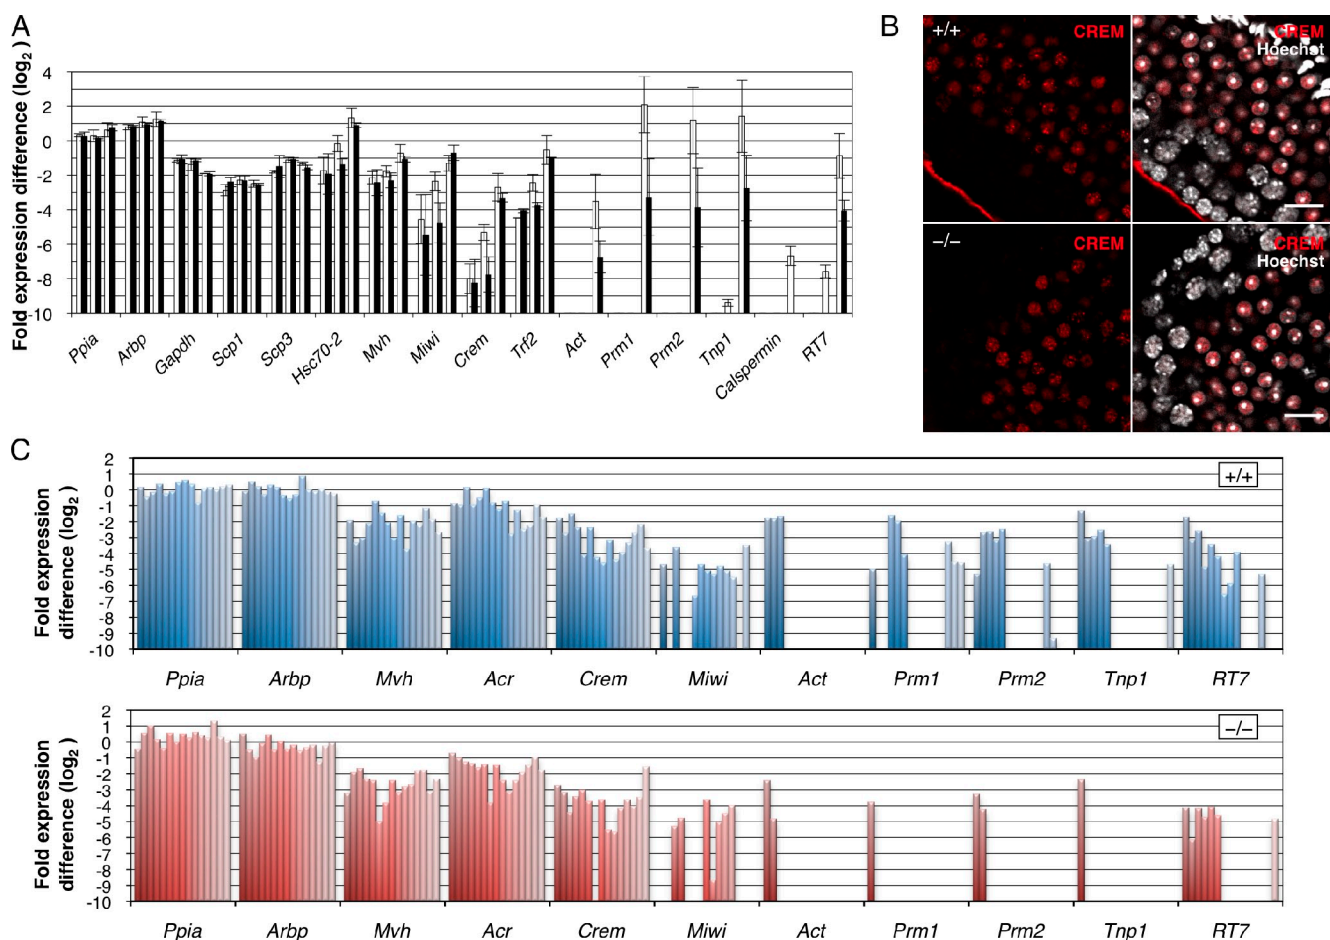 A
Fold expression difference (log2)
4
2
0
-2
-4
-6
-8
-10
Ppia
Arbp
Gapdh
Scp1
Scp3
Hsc70-2
Mvh
Miwi
Crem
Trf2
Act
Prm1
Prm2
Tnp1
Calspermin
RT7
B
+/+
CREM
CREM
Hoechst
−/−
CREM
CREM
Hoechst
C
Fold expression
difference (log2)
2
1
0
-1
-2
-3
-4
-5
-6
-7
-8
-9
-10
+/+
Ppia Arbp Mvh Acr Crem Miwi Act Prm1 Prm2 Tnp1 RT7
Fold expression
difference (log2)
2
1
0
-1
-2
-3
-4
-5
-6
-7
-8
-9
-10
−/−
Ppia Arbp Mvh Acr Crem Miwi Act Prm1 Prm2 Tnp1 RT7